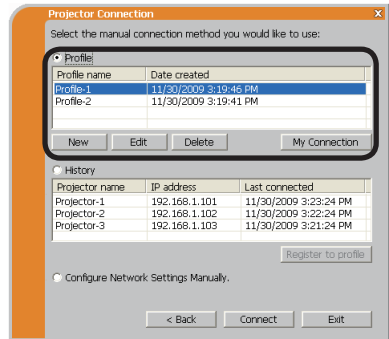 Projector Connection X
Select the manual connection method you would like to use:
Profile
Profile name Date created
Profile-1 11/30/2009 3:19:46 PM
Profile-2 11/30/2009 3:19:41 PM
New Edit Delete My Connection
History
Projector name IP address Last connected
Projector-1 192.168.1.101 11/30/2009 3:23:24 PM
Projector-2 192.168.1.102 11/30/2009 3:22:24 PM
Projector-3 192.168.1.103 11/30/2009 3:21:24 PM
Register to profile
Configure Network Settings Manually.
< Back Connect Exit